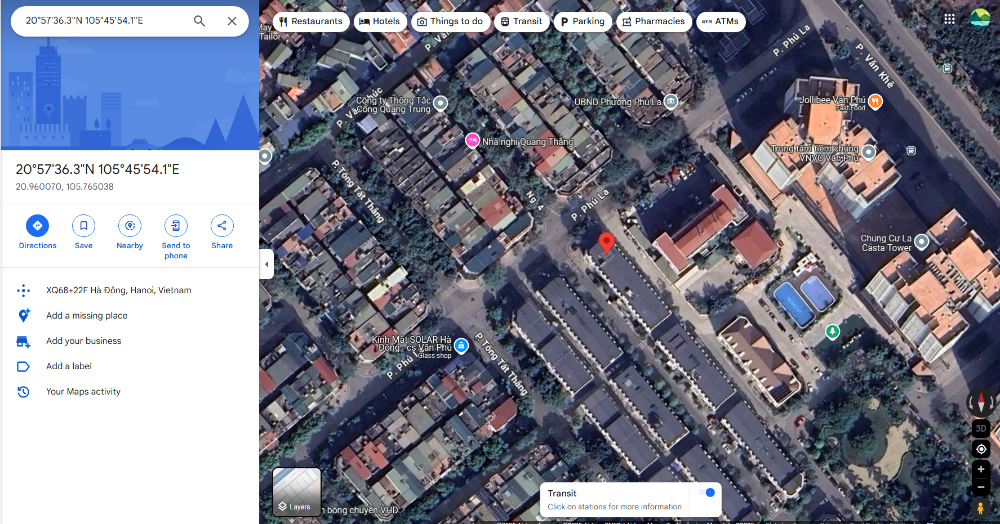 20°57'36.3"N 105°45'54.1"E
Restaurants
Hotels
Things to do
Transit
Parking
Pharmacies
ATM ATMs
May
Tailor
P. Phú La
P. Văn Khê
Công ty Thông Tắc
Cống Quang Trung
UBND Phường Phú La
Jollibee Văn Phú
Fast Food
Nhà nghỉ Quang Thắng
Trung tâm tiêm chủng
VNVC Văn Phú
20°57'36.3"N 105°45'54.1"E
20.960070, 105.765038
P. Tống Tất Thắng
Ng. 4
P. Phú La
Directions
Save
Nearby
Send to
phone
Share
Chung Cư La
Casta Tower
XQ68+22F Hà Đông, Hanoi, Vietnam
Add a missing place
Add your business
Add a label
Your Maps activity
Kính Mắt SOLAR Hà
Đông - cs Văn Phú
Glass shop
P. Phú
P. Tống Tất Thắng
3D
Layers
bóng chuyền VHD
Transit
Click on stations for more information